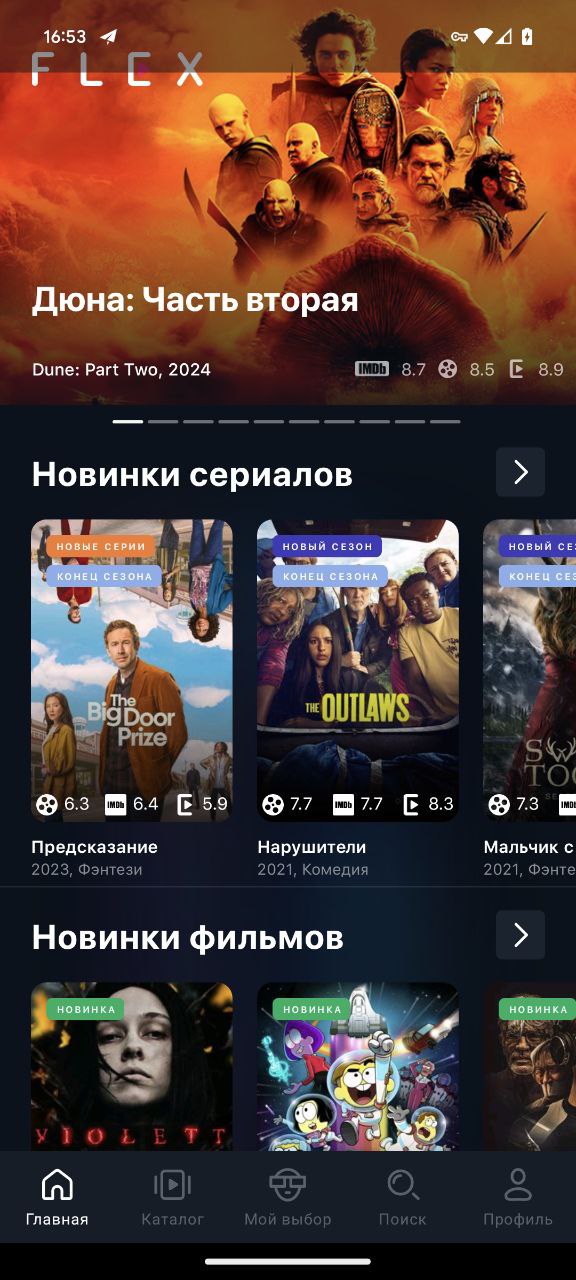 16:53
FLEX
Дюна: Часть вторая
Dune: Part Two, 2024
IMDb 8.7 8.5 8.9
Новинки сериалов
НОВЫЕ СЕРИИ
КОНЕЦ СЕЗОНА
The
Big Door
Prize
6.3 IMDb 6.4 5.9
Предсказание
2023, Фэнтези
НОВЫЙ СЕЗОН
КОНЕЦ СЕЗОНА
THE OUTLAWS
7.7 IMDb 7.7 8.3
Нарушители
2021, Комедия
НОВЫЙ СЕ
КОНЕЦ СЕ
SW
TOO
7.3
Мальчик с
2021, Фэнте
Новинки фильмов
НОВИНКА
VIOLETT
НОВИНКА
НОВИНКА
Главная
Каталог
Мой выбор
Поиск
Профиль